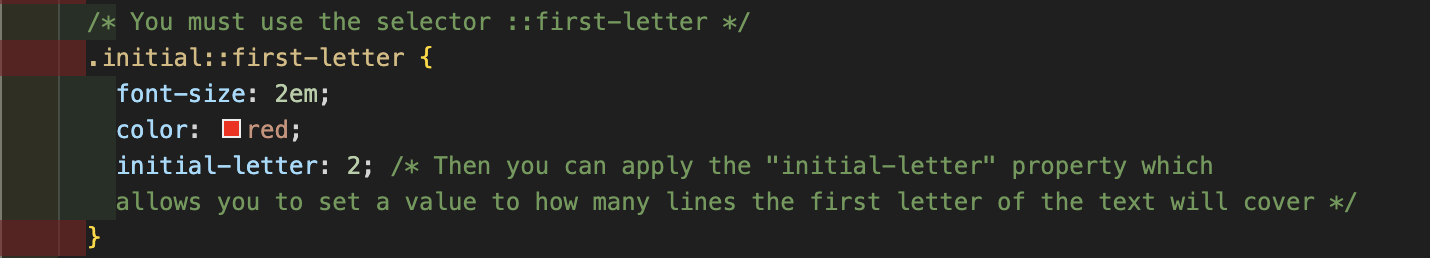 /* You must use the selector ::first-letter */
.initial::first-letter {
font-size: 2em;
color: red;
initial-letter: 2; /* Then you can apply the "initial-letter" property which
allows you to set a value to how many lines the first letter of the text will cover */
}